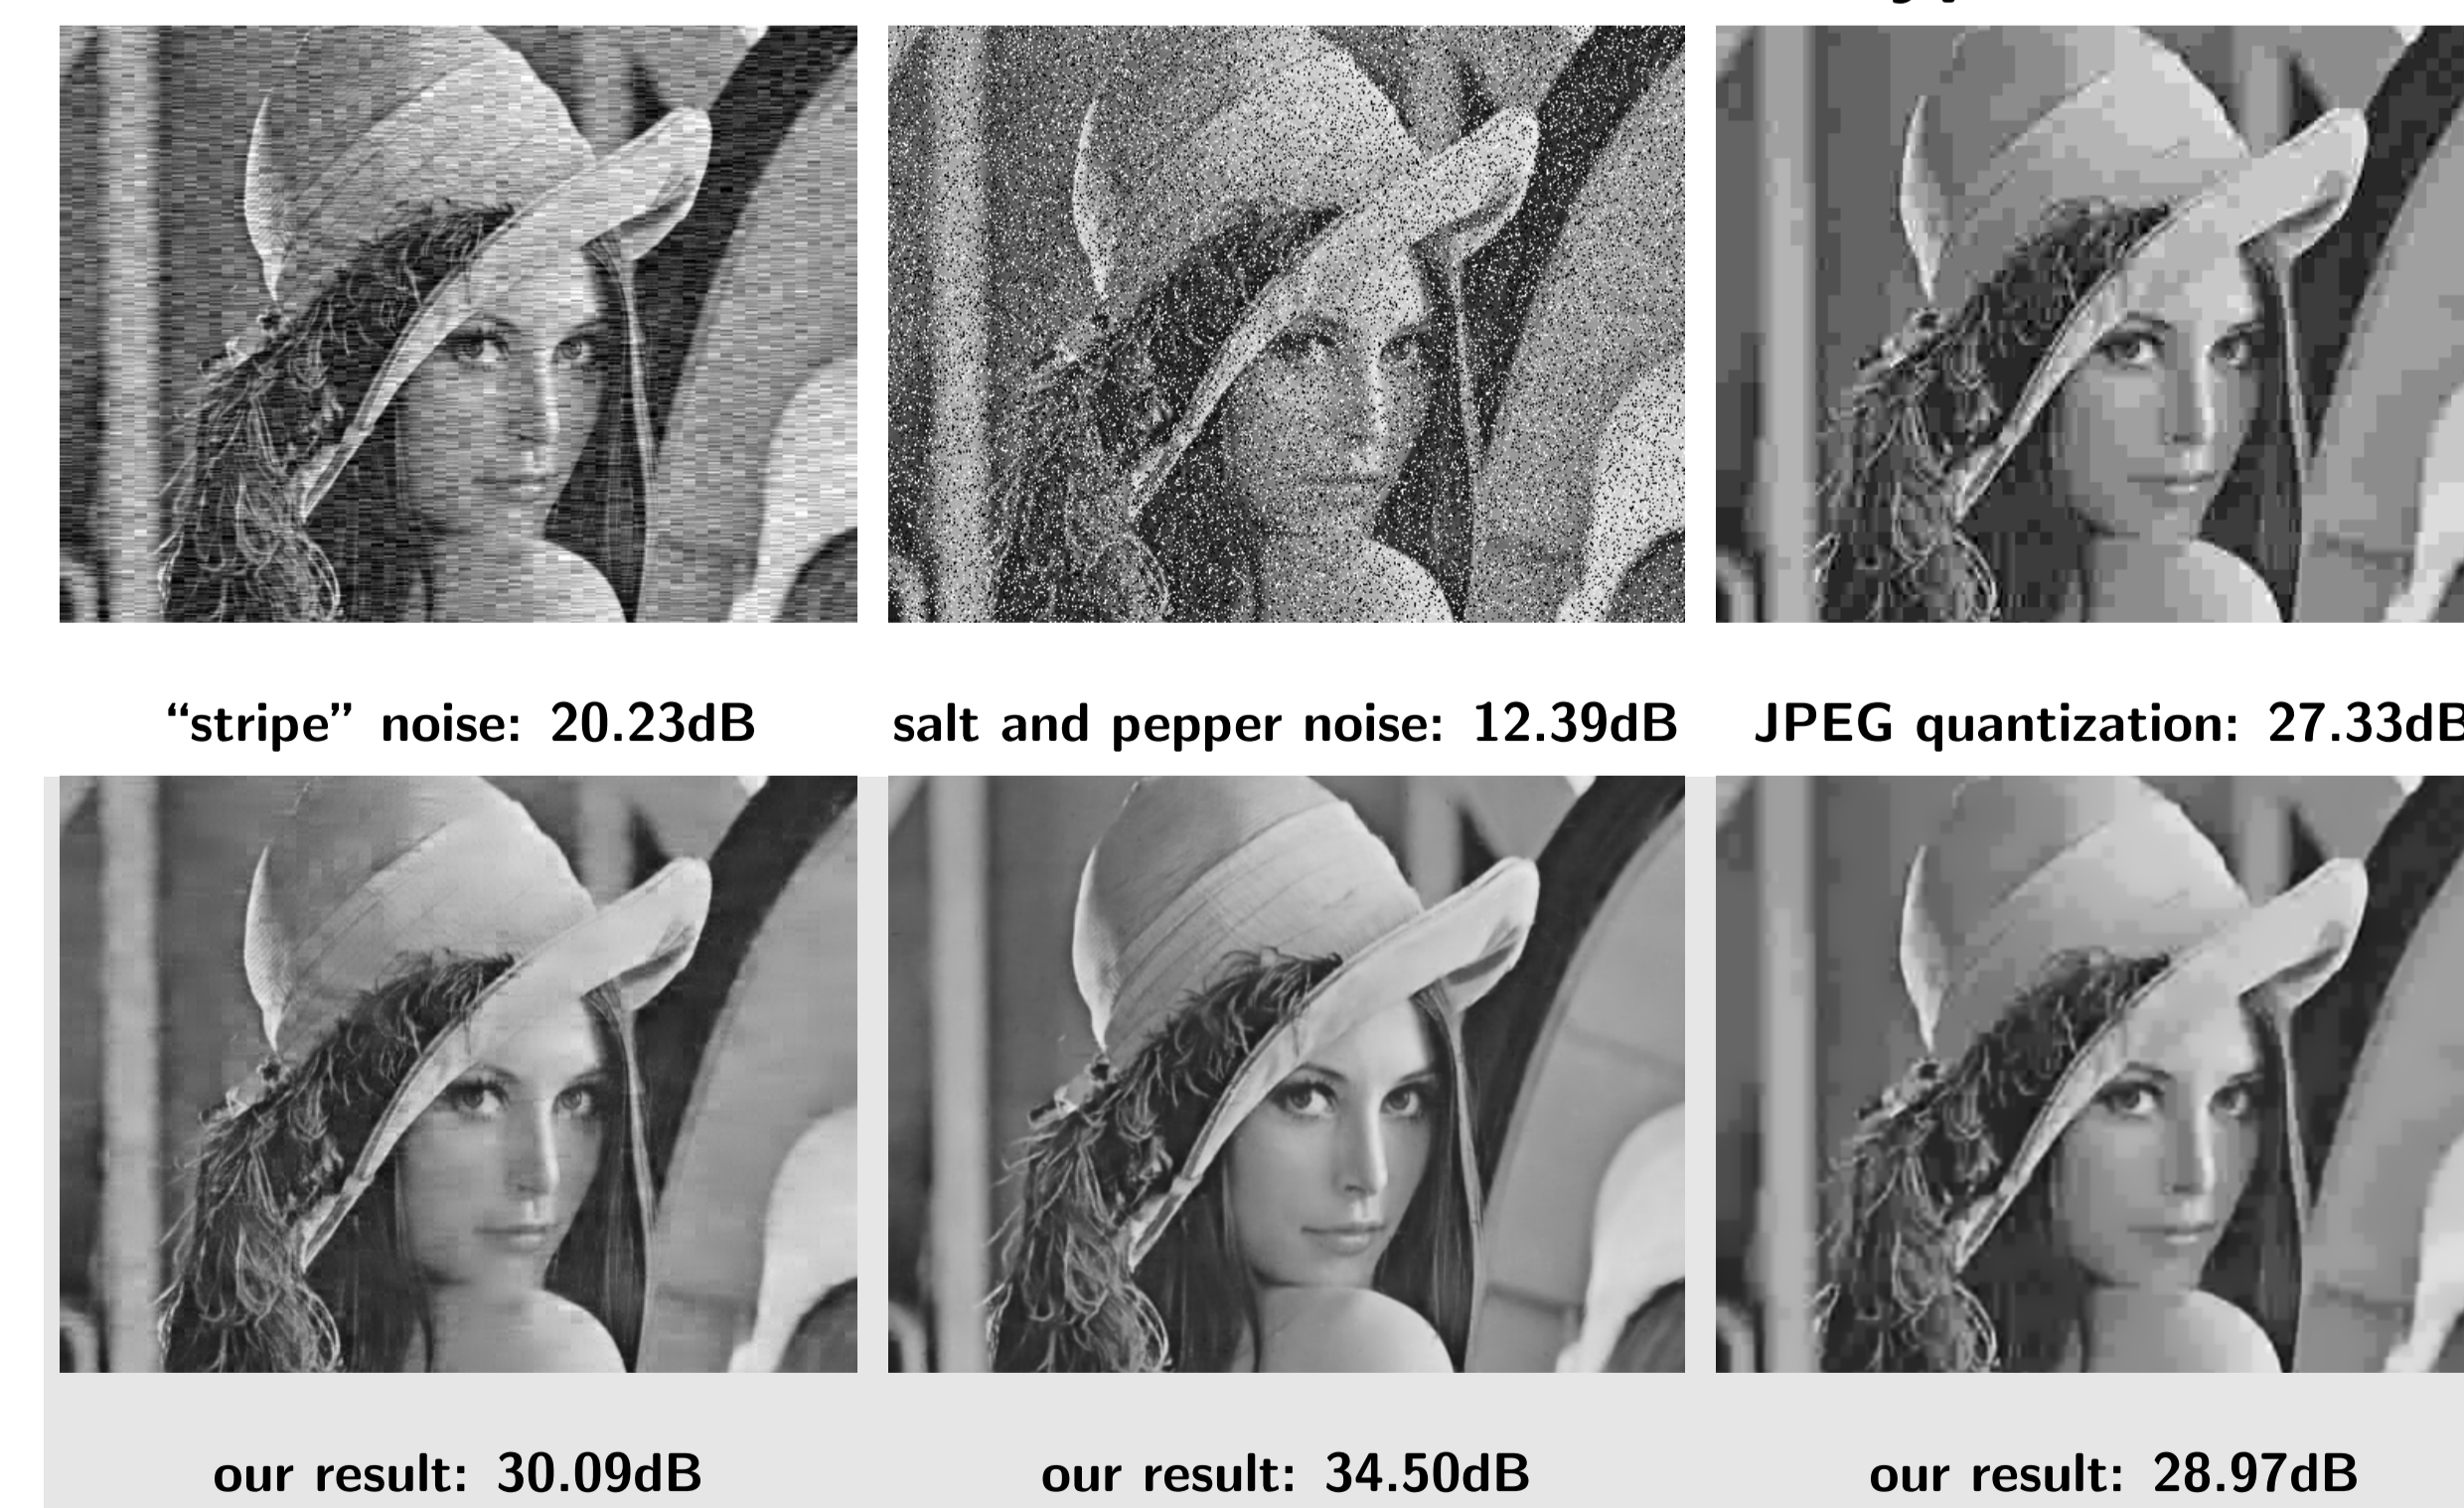 “stripe” noise: 20.23dB
salt and pepper noise: 12.39dB
JPEG quantization: 27.33dB
our result: 30.09dB
our result: 34.50dB
our result: 28.97dB